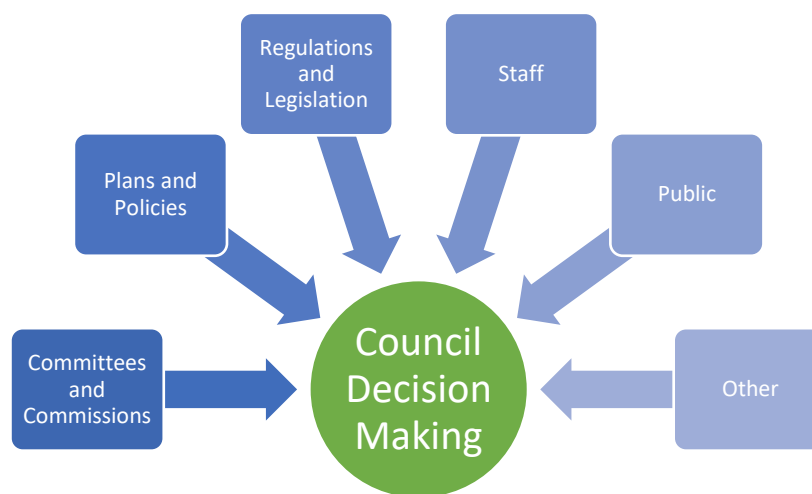 Regulations
and
Legislation
Staff
Plans and
Policies
Public
Committees
and
Commissions
Council
Decision
Making
Other